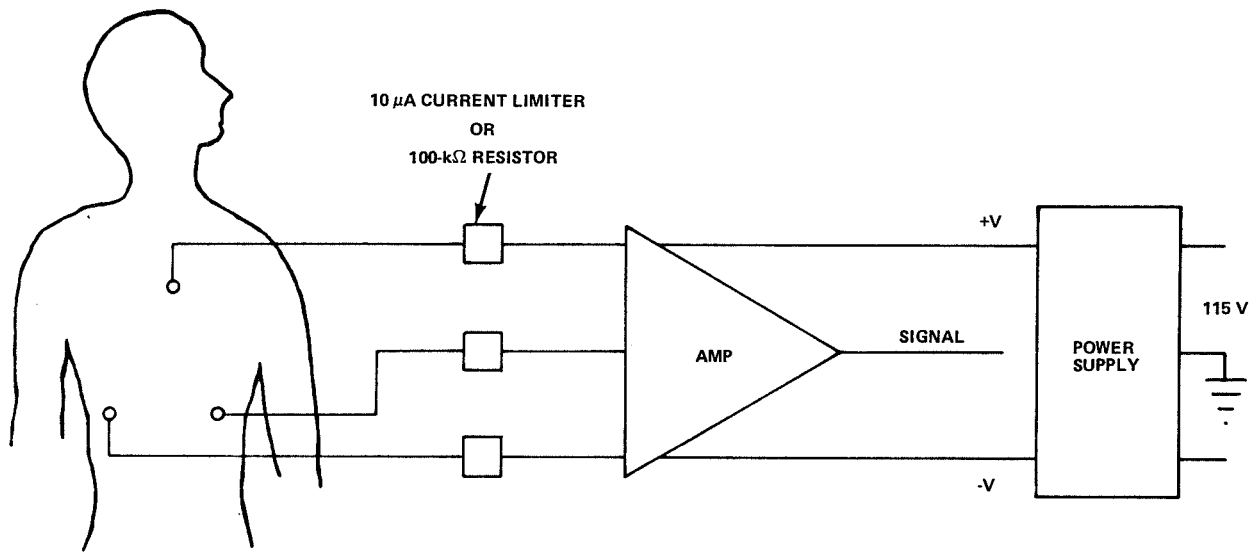 10 μA CURRENT LIMITER
OR
100-kΩ RESISTOR
+V
115 V
SIGNAL
AMP
POWER
SUPPLY
-V